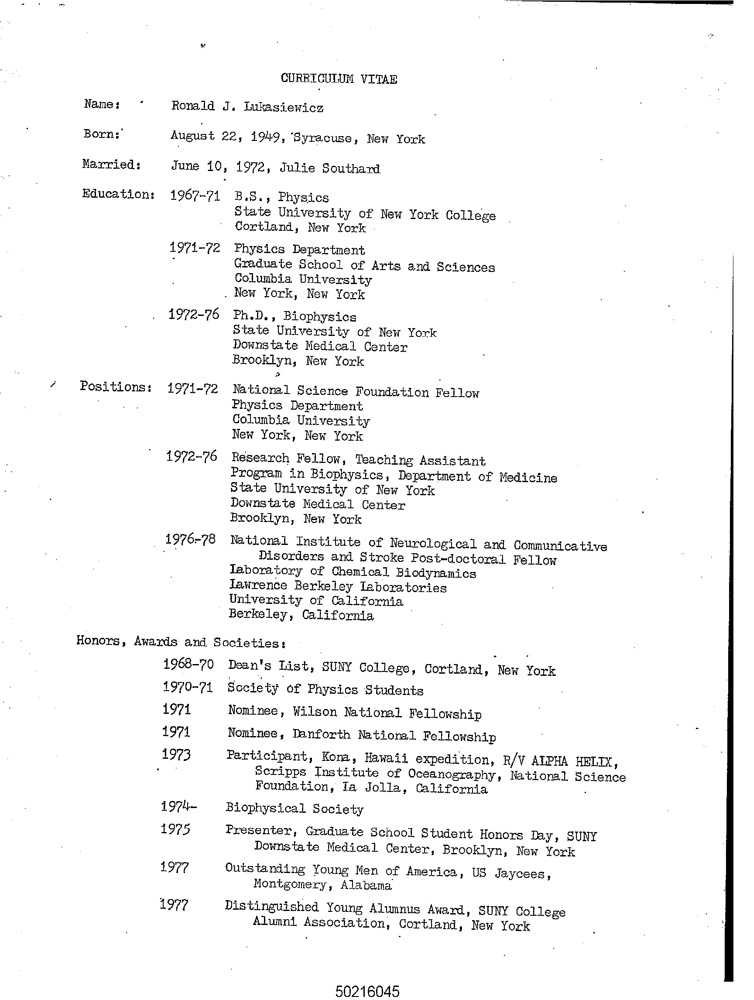 CURRICULUM VITAE
Name: Ronald J. Lukasiewicz
Born: August 22, 1949, Syracuse, New York
Married: June 10, 1972, Julie Southard
Education: 1967-71 B.S., Physics
State University of New York College
Cortland, New York
1971-72 Physics Department
Graduate School of Arts and Sciences
Columbia University
New York, New York
1972-76 Ph.D., Biophysics
State University of New York
Downstate Medical Center
Brooklyn, New York
Positions: 1971-72 National Science Foundation Fellow
Physics Department
Columbia University
New York, New York
1972-76 Research Fellow, Teaching Assistant
Program in Biophysics, Department of Medicine
State University of New York
Downstate Medical Center
Brooklyn, New York
1976-78 National Institute of Neurological and Communicative
Disorders and Stroke Post-doctoral Fellow
Laboratory of Chemical Biodynamics
Lawrence Berkeley Laboratories
University of California
Berkeley, California
Honors, Awards and Societies:
1968-70 Dean's List, SUNY College, Cortland, New York
1970-71 Society of Physics Students
1971 Nominee, Wilson National Fellowship
1971 Nominee, Danforth National Fellowship
1973 Participant, Kona, Hawaii expedition, R/V ALPHA HELIX,
Scripps Institute of Oceanography, National Science
Foundation, La Jolla, California
1974- Biophysical Society
1975 Presenter, Graduate School Student Honors Day, SUNY
Downstate Medical Center, Brooklyn, New York
1977 Outstanding Young Men of America, US Jaycees,
Montgomery, Alabama
1977 Distinguished Young Alumnus Award, SUNY College
Alumni Association, Cortland, New York
50216045